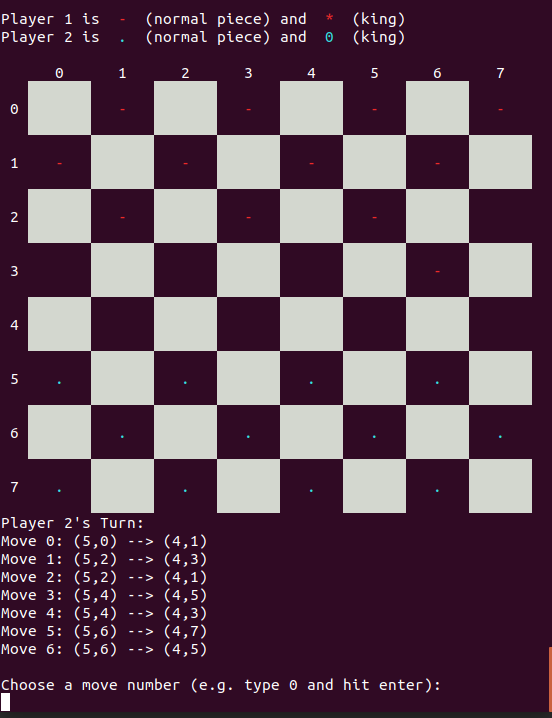 Player 1 is - (normal piece) and * (king)
Player 2 is . (normal piece) and 0 (king)
0 1 2 3 4 5 6 7
0 - - - -
1 - - - -
2 - - -
3 -
4
5 . . . .
6 . . . .
7 . . . .
Player 2's Turn:
Move 0: (5,0) --> (4,1)
Move 1: (5,2) --> (4,3)
Move 2: (5,2) --> (4,1)
Move 3: (5,4) --> (4,5)
Move 4: (5,4) --> (4,3)
Move 5: (5,6) --> (4,7)
Move 6: (5,6) --> (4,5)
Choose a move number (e.g. type 0 and hit enter):